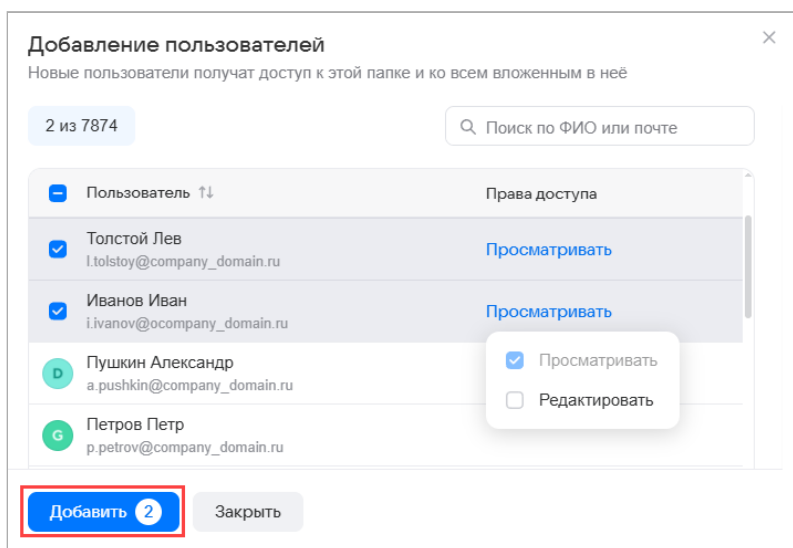 Добавление пользователей
Новые пользователи получат доступ к этой папке и ко всем вложенным в неё
2 из 7874
Поиск по ФИО или почте
Пользователь ↑↓ Права доступа
Толстой Лев
l.tolstoy@company_domain.ru
Просматривать
Иванов Иван
i.ivanov@ocompany_domain.ru
Просматривать
D
Пушкин Александр
a.pushkin@company_domain.ru
Просматривать
Редактировать
G
Петров Петр
p.petrov@company_domain.ru
Добавить 2
Закрыть